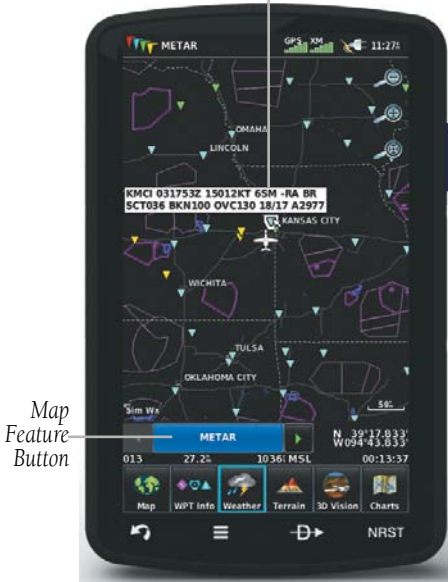 METAR
GPS XM 11:27
OMAHA
LINCOLN
KMCI 031753Z 15012KT 6SM -RA BR
SCT036 BKN100 OVC130 18/17 A2977
KANSAS CITY
WICHITA
TULSA
OKLAHOMA CITY
Sim Wx
Map
Feature
Button
METAR
N 39°17.833'
W094°43.833'
013 27.2 1036 MSL 00:13:37
Map WPT Info Weather Terrain 3D Vision Charts
NRST